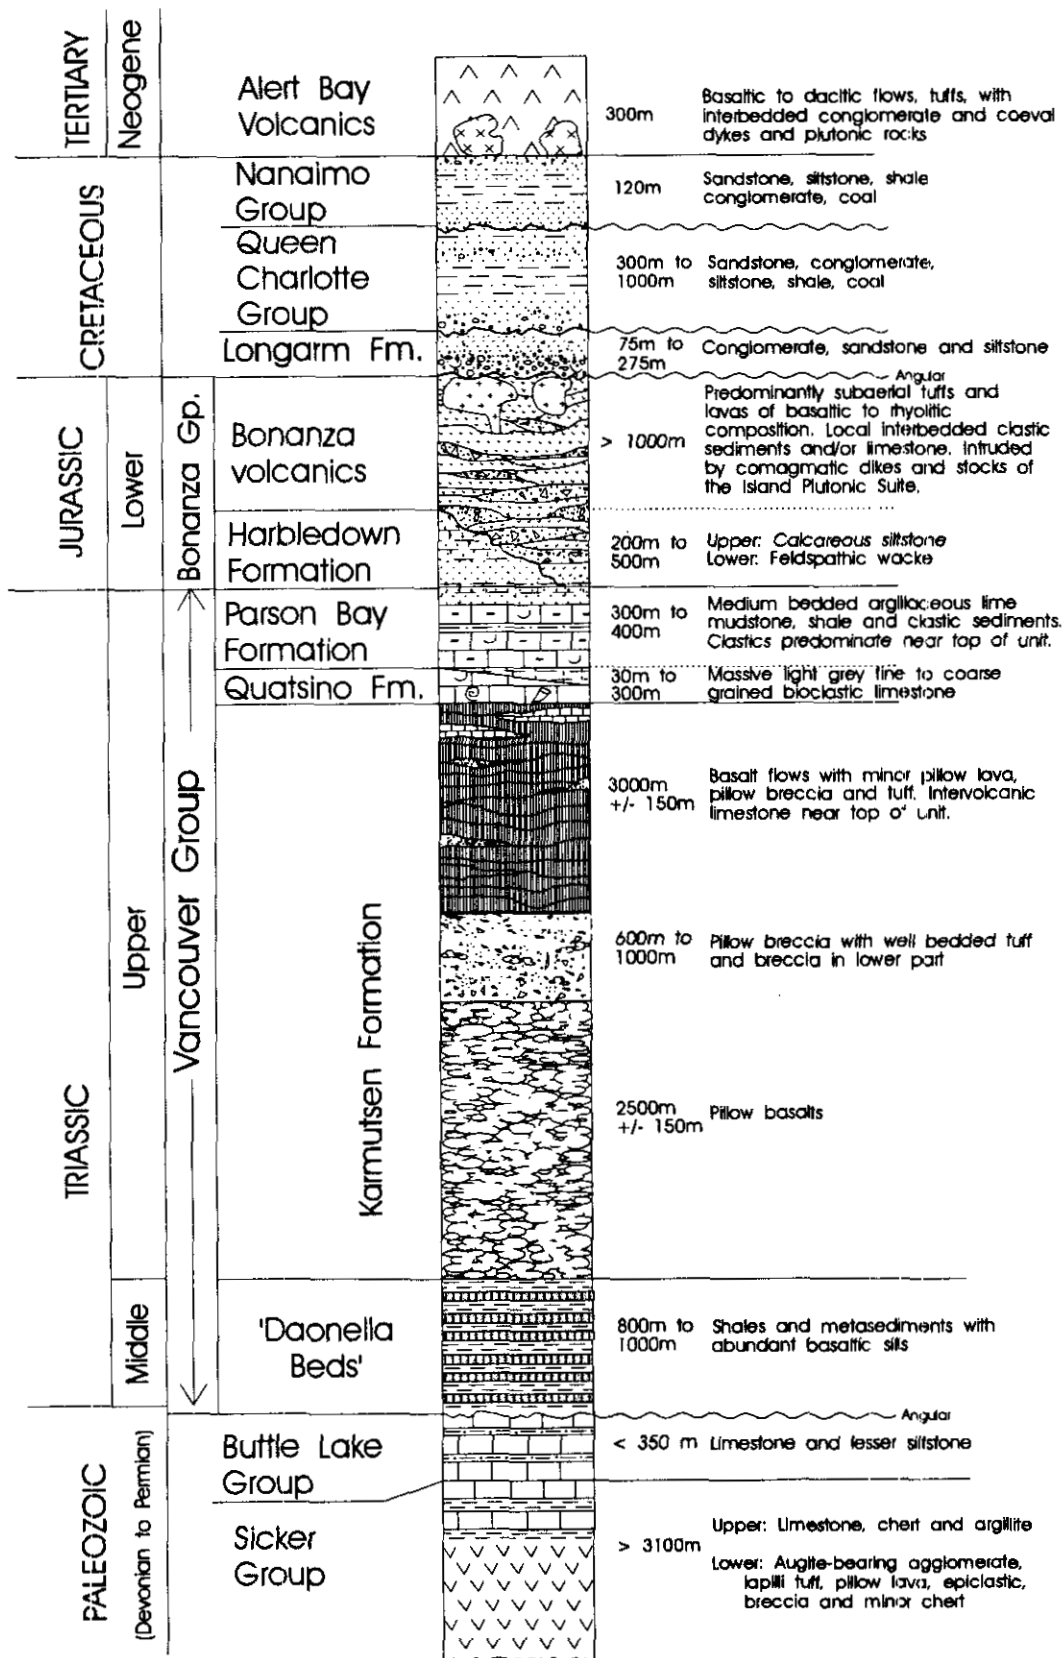 TERTIARY
Neogene
Alert Bay
Volcanics
300m
Basaltic to dacitic flows, tuffs, with
interbedded conglomerate and coeval
dykes and plutonic rocks
CRETACEOUS
Nanaimo
Group
120m
Sandstone, siltstone, shale
conglomerate, coal
Queen
Charlotte
Group
300m to
1000m
Sandstone, conglomerate,
siltstone, shale, coal
Longarm Fm.
75m to
275m
Conglomerate, sandstone and siltstone
Angular
JURASSIC
Lower
Bonanza Gp.
Bonanza
volcanics
> 1000m
Predominantly subaerial tuffs and
lavas of basaltic to rhyolitic
composition. Local interbedded clastic
sediments and/or limestone. Intruded
by comagmatic dikes and stocks of
the Island Plutonic Suite.
Harbledown
Formation
200m to
500m
Upper: Calcareous siltstone
Lower: Feldspathic wacke
TRIASSIC
Upper
Vancouver Group
Parson Bay
Formation
300m to
400m
Medium bedded argillaceous lime
mudstone, shale and clastic sediments.
Clastics predominate near top of unit.
Quatsino Fm.
30m to
300m
Massive light grey fine to coarse
grained bioclastic limestone
Karmutsen Formation
3000m
+/- 150m
Basalt flows with minor pillow lava,
pillow breccia and tuff. Intervolcanic
limestone near top of unit.
600m to
1000m
Pillow breccia with well bedded tuff
and breccia in lower part
2500m
+/- 150m
Pillow basalts
Middle
'Daonella
Beds'
800m to
1000m
Shales and metasediments with
abundant basaltic sills
Angular
PALEOZOIC
(Devonian to Permian)
Buttle Lake
Group
< 350 m
Limestone and lesser siltstone
Sicker
Group
> 3100m
Upper: Limestone, chert and argillite
Lower: Augite-bearing agglomerate,
lapilli tuff, pillow lava, epiclastic,
breccia and minor chert